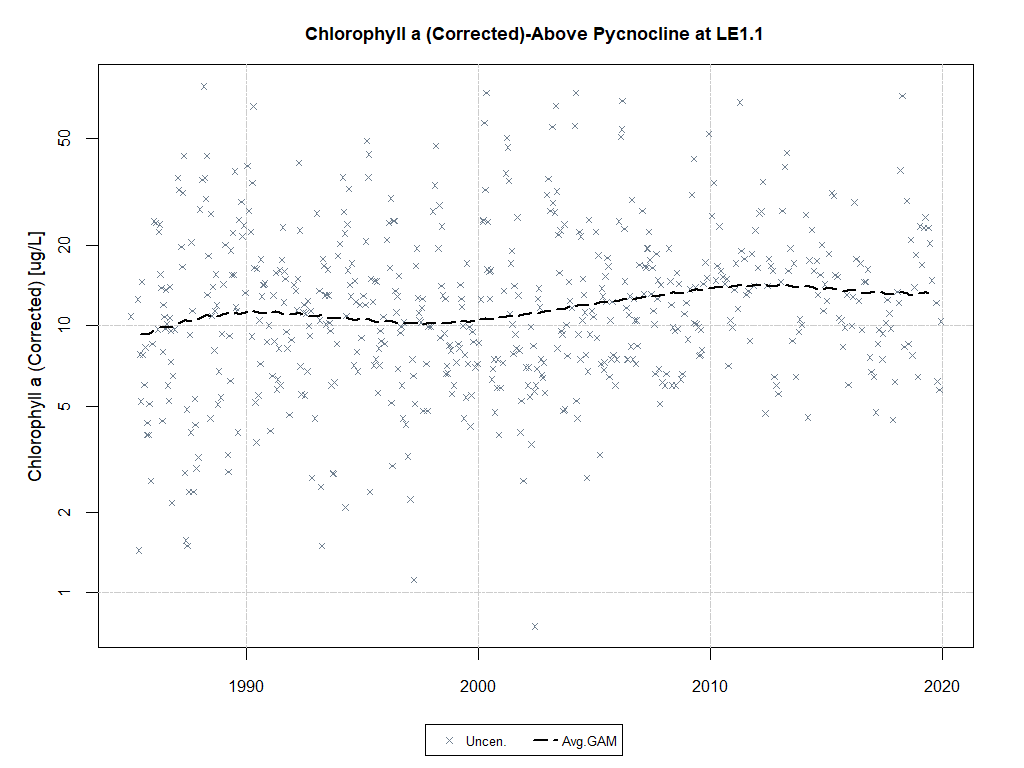 Chlorophyll a (Corrected)-Above Pycnocline at LE1.1
Chlorophyll a (Corrected) [ug/L]
50
20
10
5
2
1
1990 2000 2010 2020
Uncen. Avg.GAM